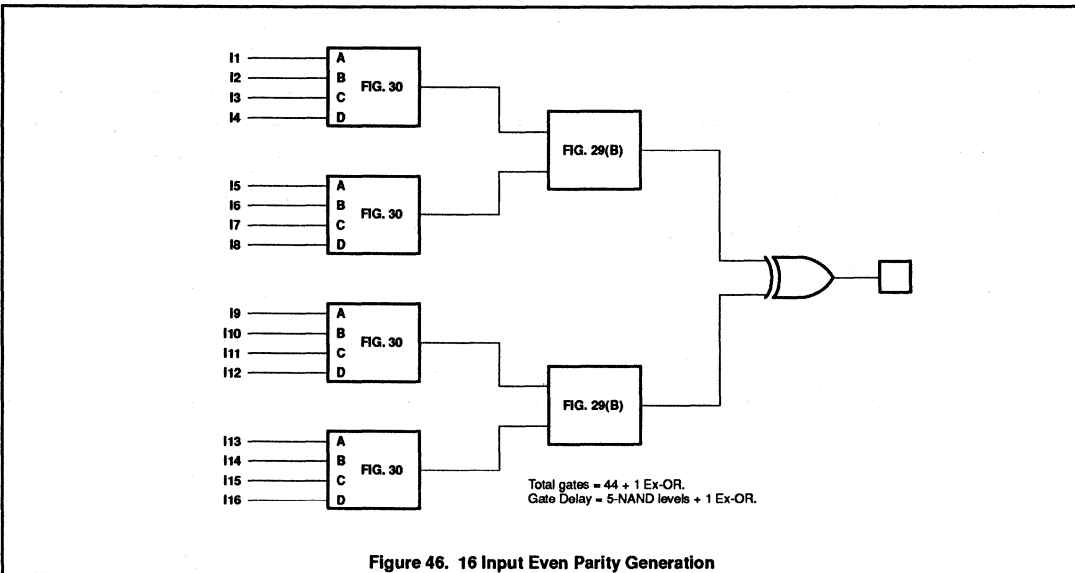 I1
I2
I3
I4
A
B
C
D
FIG. 30
I5
I6
I7
I8
A
B
C
D
FIG. 30
FIG. 29(B)
I9
I10
I11
I12
A
B
C
D
FIG. 30
I13
I14
I15
I16
A
B
C
D
FIG. 30
FIG. 29(B)
Total gates = 44 + 1 Ex-OR.
Gate Delay = 5-NAND levels + 1 Ex-OR.
Figure 46. 16 Input Even Parity Generation